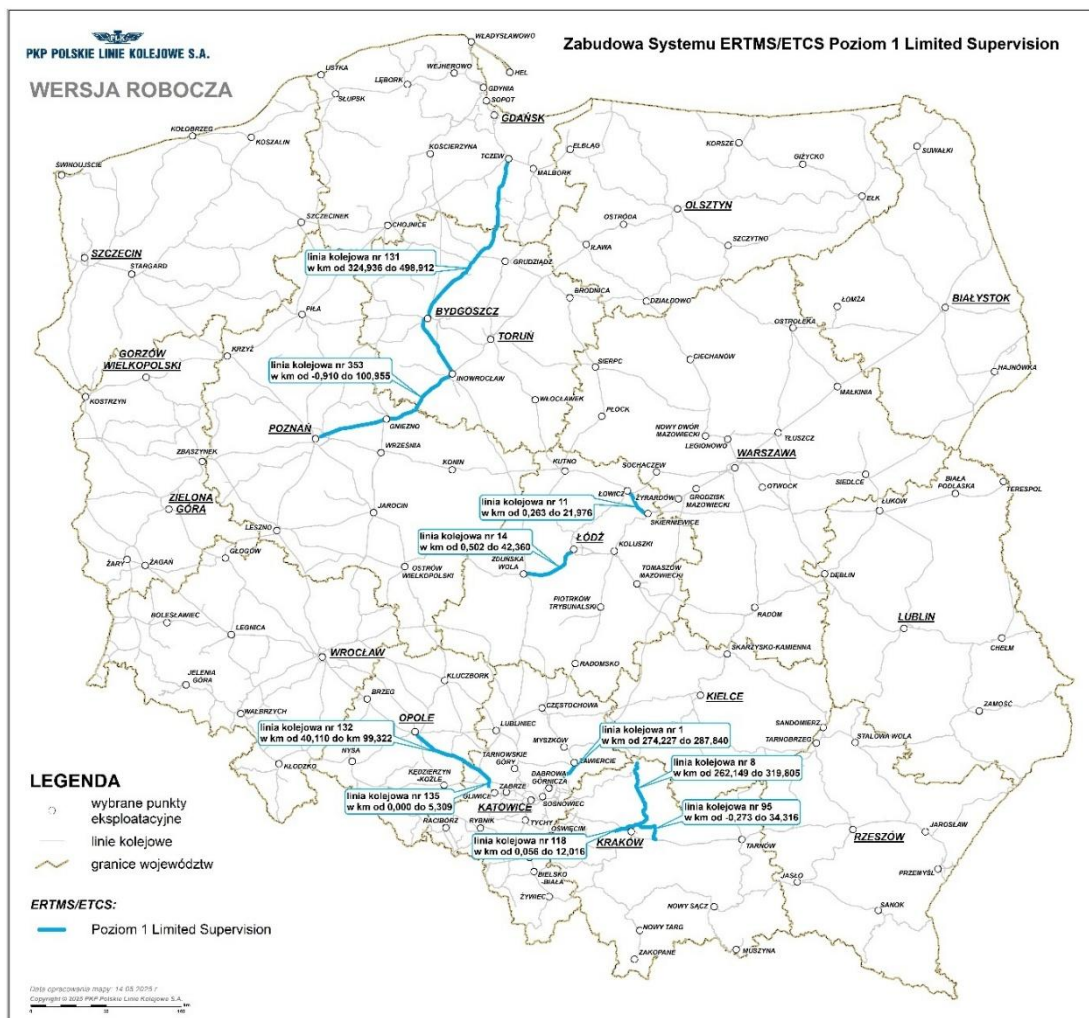 PLK
PKP POLSKIE LINIE KOLEJOWE S.A.
WERSJA ROBOCZA
Zabudowa Systemu ERTMS/ETCS Poziom 1 Limited Supervision
WŁADYSŁAWOWO
HEL
USTKA
WEJHEROWO
LĘBORK
GDYNIA
SŁUPSK
SOPOT
GDAŃSK
KOŁOBRZEG
KOSZALIN
KOŚCIERZYNA
TCZEW
ELBLĄG
KORSZE
GIŻYCKO
SUWAŁKI
ŚWINOUJŚCIE
MALBORK
EŁK
SZCZECINEK
CHOJNICE
OSTRÓDA
OLSZTYN
SZCZECIN
STARGARD
IŁAWA
SZCZYTNO
linia kolejowa nr 131
w km od 324,936 do 498,912
GRUDZIĄDZ
BRODNICA
DZIAŁDOWO
ŁOMŻA
BIAŁYSTOK
PIŁA
BYDGOSZCZ
TORUŃ
OSTROŁĘKA
KRZYŻ
GORZÓW
WIELKOPOLSKI
SIERPC
CIECHANÓW
linia kolejowa nr 353
w km od -0,910 do 100,955
INOWROCŁAW
HAJNÓWKA
KOSTRZYN
WŁOCŁAWEK
MAŁKINIA
PŁOCK
POZNAŃ
GNIEZNO
NOWY DWÓR
MAZOWIECKI
LEGIONOWO
TŁUSZCZ
ZBĄSZYNEK
WRZEŚNIA
KONIN
KUTNO
SOCHACZEW
WARSZAWA
SIEDLCE
BIAŁA
PODLASKA
TERESPOL
ŁOWICZ
ŻYRARDÓW
GRODZISK
MAZOWIECKI
OTWOCK
ŁUKÓW
ZIELONA
GÓRA
linia kolejowa nr 11
w km od 0,263 do 21,976
SKIERNIEWICE
JAROCIN
LESZNO
linia kolejowa nr 14
w km od 0,502 do 42,360
ŁÓDŹ
KOLUSZKI
GŁOGÓW
ŻARY
ŻAGAŃ
OSTRÓW
WIELKOPOLSKI
ZDUŃSKA
WOLA
TOMASZÓW
MAZOWIECKI
DĘBLIN
PIOTRKÓW
TRYBUNALSKI
RADOM
BOLESŁAWIEC
LEGNICA
LUBLIN
CHEŁM
WROCŁAW
RADOMSKO
SKARŻYSKO-KAMIENNA
JELENIA
GÓRA
BRZEG
KLUCZBORK
KIELCE
WAŁBRZYCH
OPOLE
CZĘSTOCHOWA
ZAMOŚĆ
linia kolejowa nr 132
w km od 40,110 do km 99,322
LUBLINIEC
MYSZKÓW
linia kolejowa nr 1
w km od 274,227 do 287,840
SANDOMIERZ
TARNOBRZEG
STALOWA WOLA
NYSA
KŁODZKO
TARNOWSKIE
GÓRY
ZAWIERCIE
linia kolejowa nr 8
w km od 262,149 do 319,805
KĘDZIERZYN
-KOŹLE
DĄBROWA
GÓRNICZA
ZABRZE
GLIWICE
linia kolejowa nr 135
w km od 0,000 do 5,309
KATOWICE
SOSNOWIEC
linia kolejowa nr 95
w km od -0,273 do 34,316
RACIBÓRZ
RYBNIK
TYCHY
OŚWIĘCIM
linia kolejowa nr 118
w km od 0,056 do 12,016
KRAKÓW
TARNÓW
RZESZÓW
JAROSŁAW
PRZEMYŚL
BIELSKO
-BIAŁA
JASŁO
ŻYWIEC
NOWY SĄCZ
SANOK
NOWY TARG
ZAKOPANE
MUSZYNA
LEGENDA
wybrane punkty
eksploatacyjne
linie kolejowe
granice województw
ERTMS/ETCS:
Poziom 1 Limited Supervision
Data opracowania mapy: 14.05.2025 r.
Copyright © 2025 PKP Polskie Linie Kolejowe S.A.
km
0